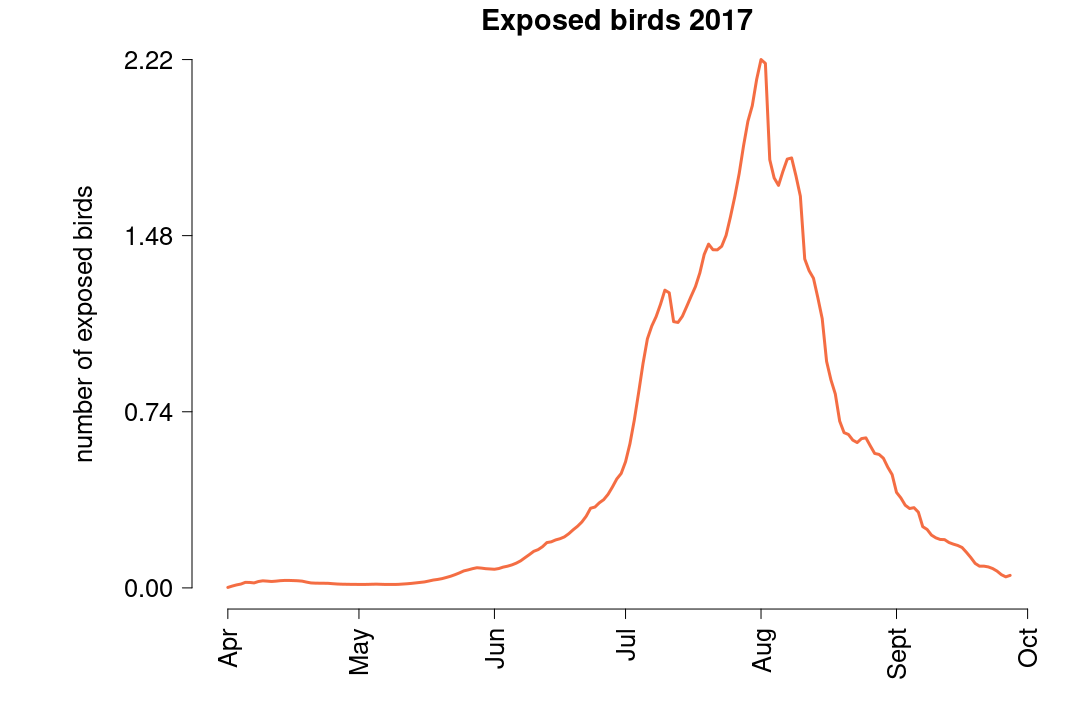 Exposed birds 2017
number of exposed birds
2.22
1.48
0.74
0.00
Apr
May
Jun
Jul
Aug
Sept
Oct